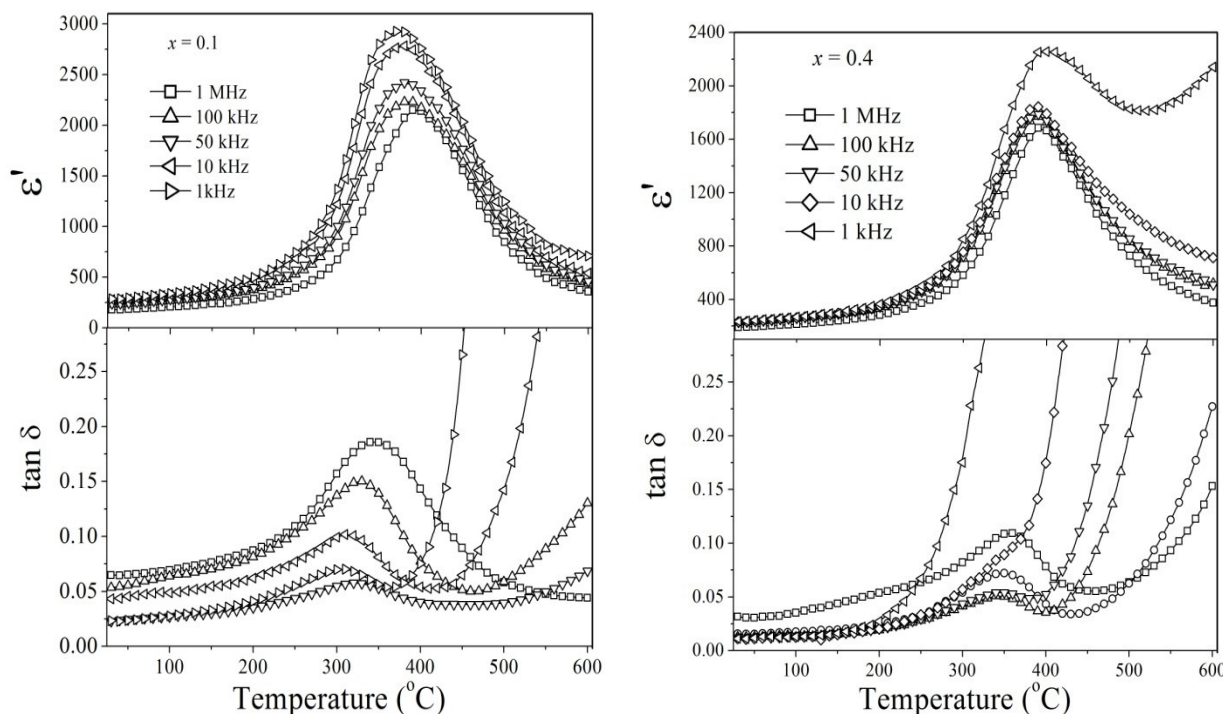 x = 0.1
1 MHz
100 kHz
50 kHz
10 kHz
1kHz
ε'
3000
2500
2000
1500
1000
500
0
tan δ
0.25
0.20
0.15
0.10
0.05
0.00
100 200 300 400 500 600
Temperature (°C)
x = 0.4
1 MHz
100 kHz
50 kHz
10 kHz
1 kHz
ε'
2400
2100
1800
1200
800
400
tan δ
0.25
0.20
0.15
0.10
0.05
0.00
100 200 300 400 500 600
Temperature (°C)